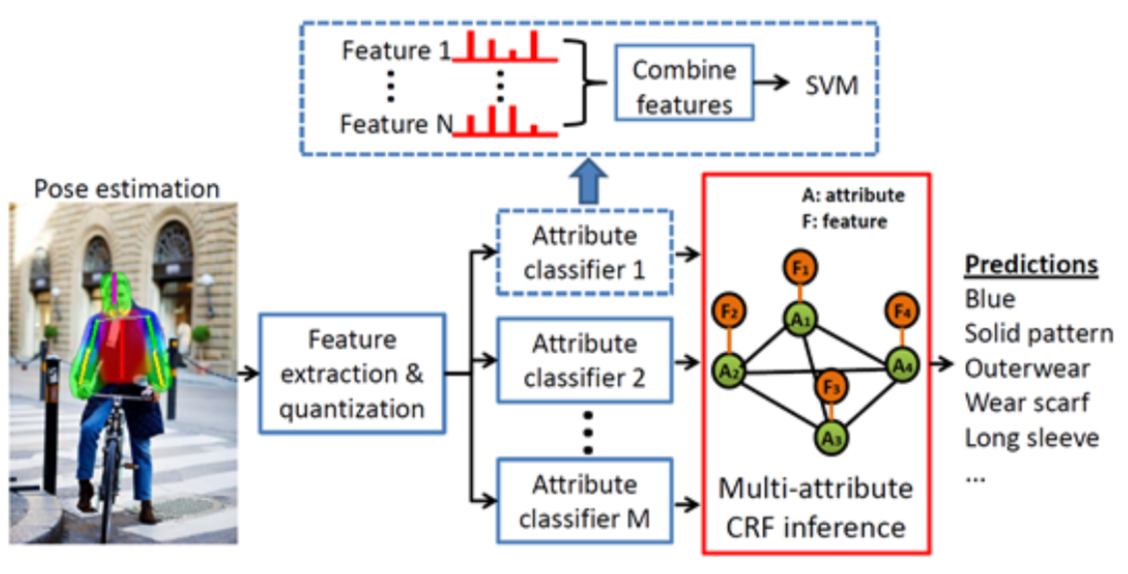 Feature 1
Feature N
Combine
features
SVM
Pose estimation
Feature
extraction &
quantization
Attribute
classifier 1
Attribute
classifier 2
Attribute
classifier M
A: attribute
F: feature
F1
F2
F4
A1
A2
A4
F3
A3
Multi-attribute
CRF inference
Predictions
Blue
Solid pattern
Outerwear
Wear scarf
Long sleeve
...